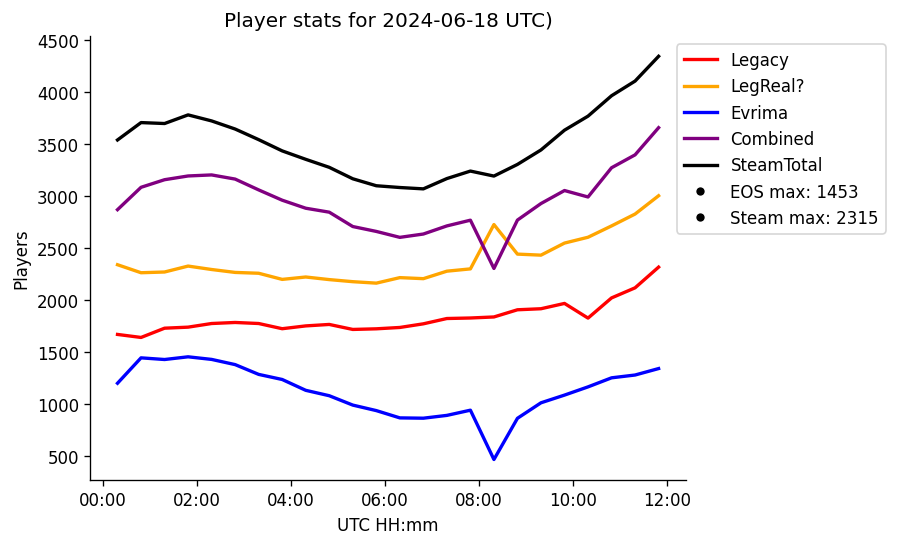 Player stats for 2024-06-18 UTC)
4500
4000
3500
3000
2500
2000
1500
1000
500
Players
00:00 02:00 04:00 06:00 08:00 10:00 12:00
UTC HH:mm
Legacy
LegReal?
Evrima
Combined
SteamTotal
EOS max: 1453
Steam max: 2315